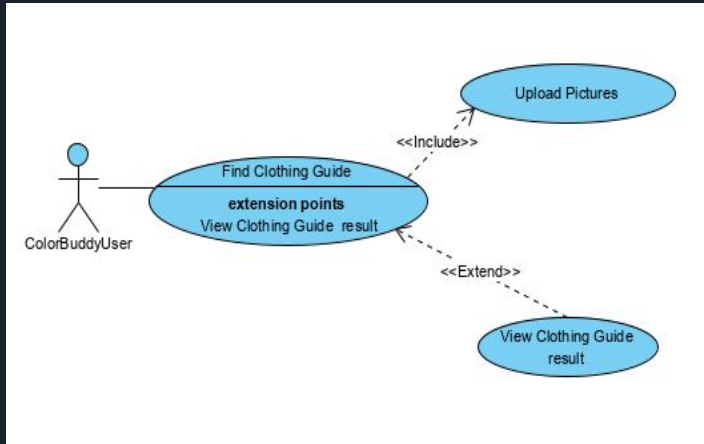 Upload Pictures
<<Include>>
Find Clothing Guide
extension points
View Clothing Guide result
ColorBuddyUser
<<Extend>>
View Clothing Guide
result